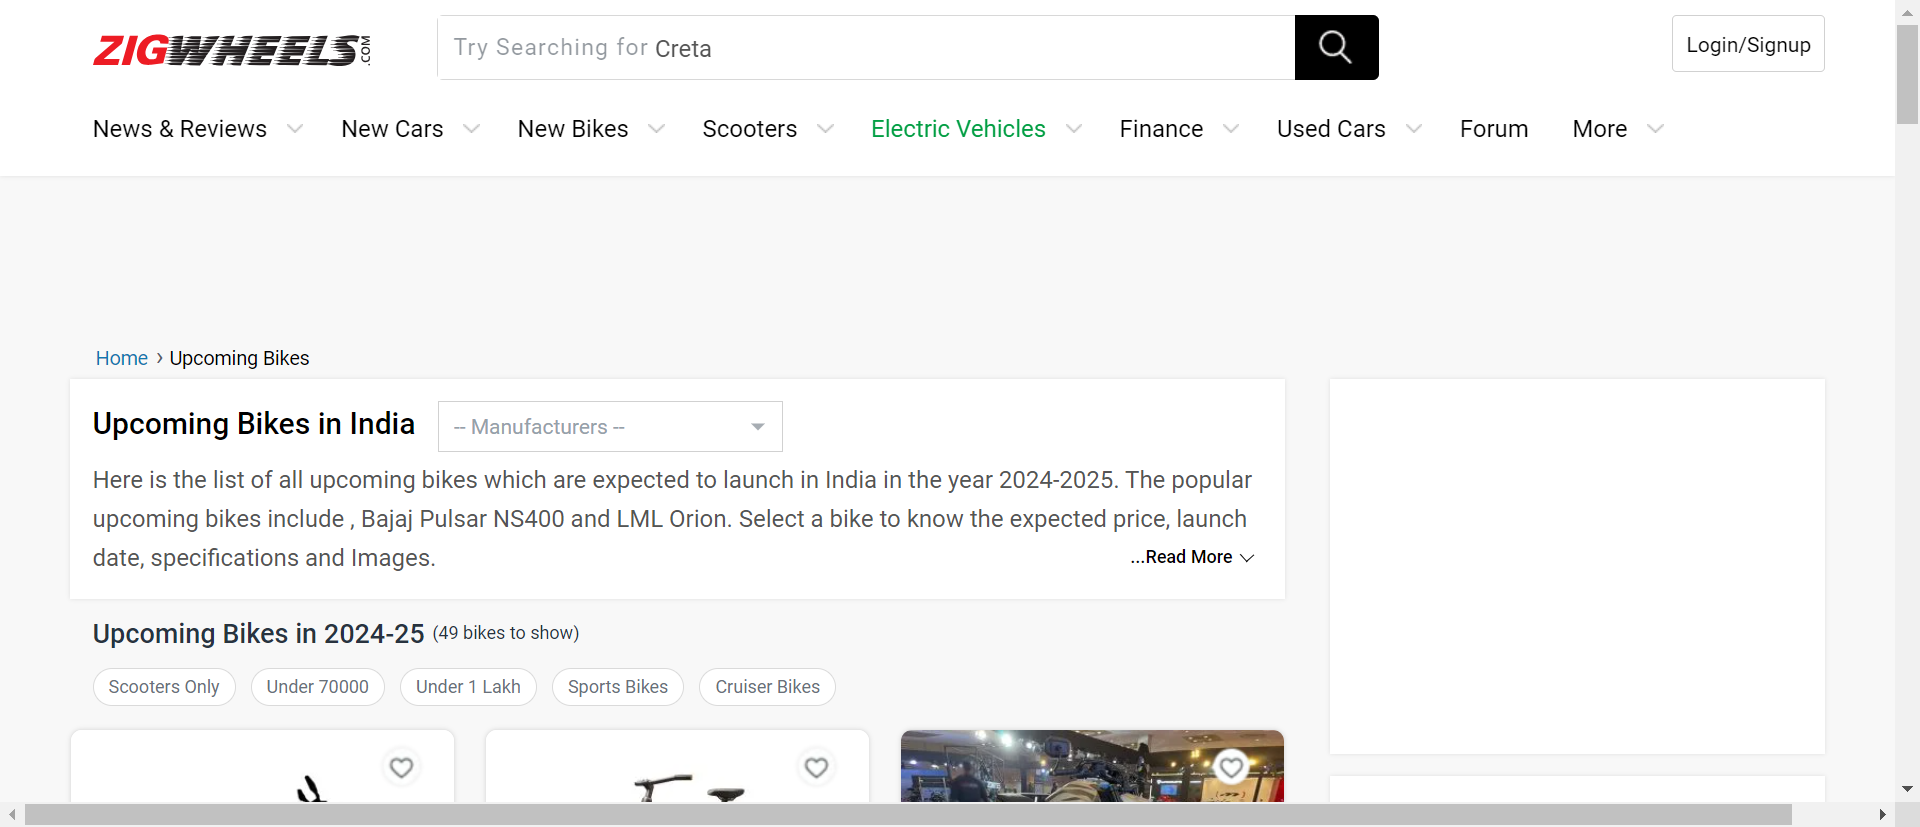 ZIGWHEELS.COM
Try Searching for Creta
Login/Signup
News & Reviews New Cars New Bikes Scooters Electric Vehicles Finance Used Cars Forum More
Home › Upcoming Bikes
Upcoming Bikes in India
-- Manufacturers --
Here is the list of all upcoming bikes which are expected to launch in India in the year 2024-2025. The popular
upcoming bikes include , Bajaj Pulsar NS400 and LML Orion. Select a bike to know the expected price, launch
date, specifications and Images.
...Read More
Upcoming Bikes in 2024-25 (49 bikes to show)
Scooters Only Under 70000 Under 1 Lakh Sports Bikes Cruiser Bikes